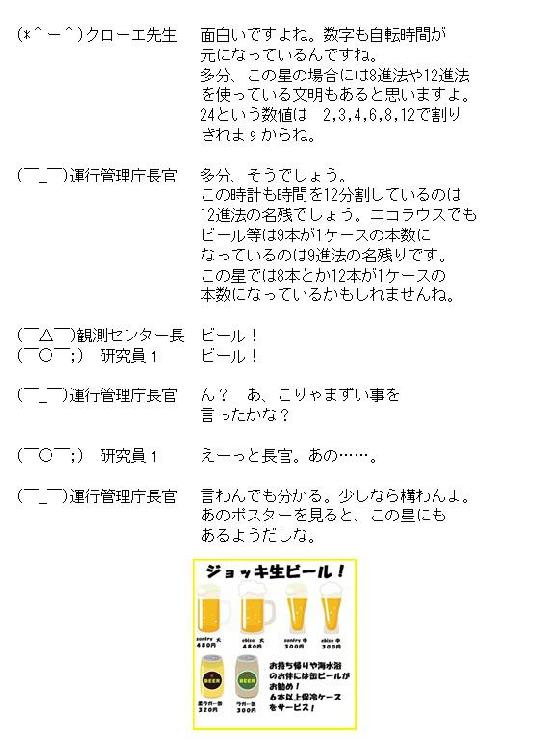 (*＾ー＾)クローエ先生　面白いですよね。数字も自転時間が
元になっているんですね。
多分、この星の場合には8進法や12進法
を使っている文明もあると思いますよ。
24という数値は　2,3,4,6,8,12で割り
きれますからね。
(￣_￣)運行管理庁長官　多分、そうでしょう。
この時計も時間を12分割しているのは
12進法の名残でしょう。ニコラウスでも
ビール等は9本が1ケースの本数に
なっているのは9進法の名残りです。
この星では8本とか12本が1ケースの
本数になっているかもしれませんね。
(￣△￣)観測センター長　ビール！
(￣○￣;)　研究員1　ビール！
(￣_￣)運行管理庁長官　ん？　あ、こりゃまずい事を
言ったかな？
(￣○￣;)　研究員1　えーっと長官。あの……。
(￣_￣)運行管理庁長官　言わんでも分かる。少しなら構わんよ。
あのポスターを見ると、この星にも
あるようだしな。
ジョッキ生ビール！
santry 大　ebise 大　santry 中　ebise 中
480円　480円　300円　300円
BEER　BEER
320円　300円
お持ち帰りや海水浴
のお供には缶ビールが
お勧め！
6本以上保冷ケース
をサービス！